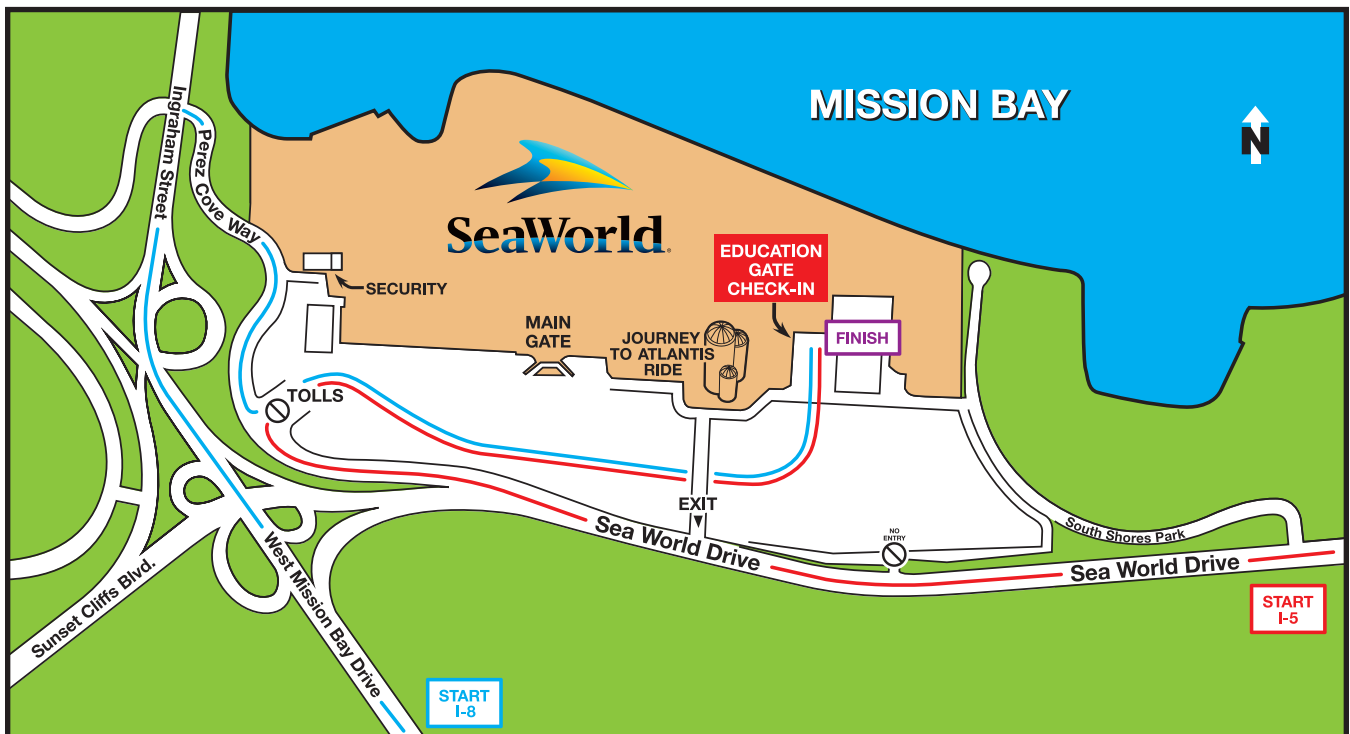 MISSION BAY
N
Ingraham Street
Perez Cove Way
SeaWorld®
EDUCATION
GATE
CHECK-IN
SECURITY
MAIN
GATE
JOURNEY
TO ATLANTIS
RIDE
FINISH
TOLLS
EXIT
NO
ENTRY
South Shores Park
Sea World Drive
Sea World Drive
West Mission Bay Drive
Sunset Cliffs Blvd.
START
I-5
START
I-8